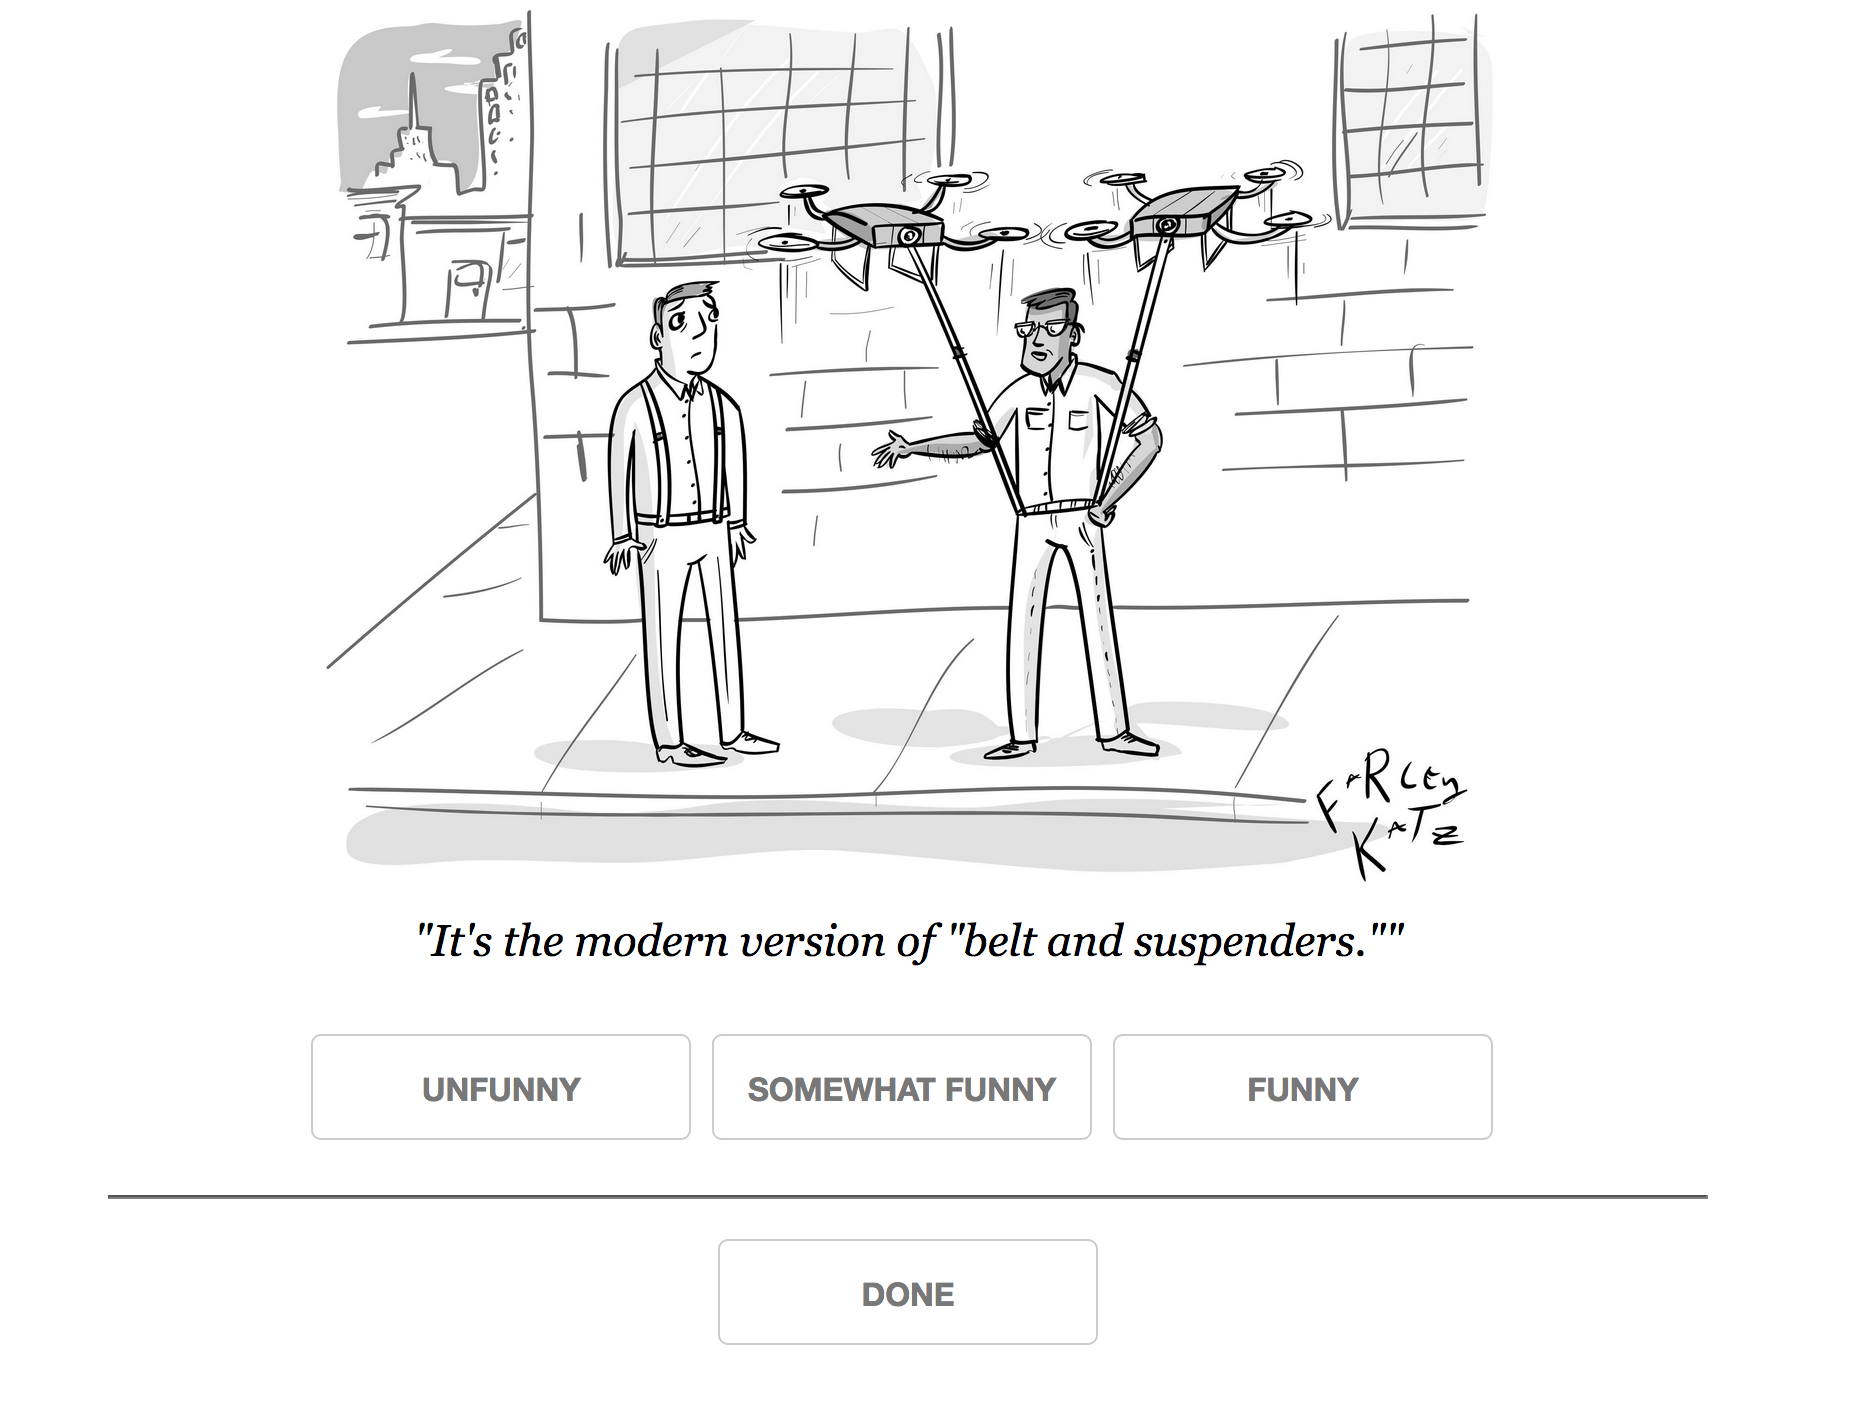 FARLEY
KATZ
"It's the modern version of "belt and suspenders.""
UNFUNNY
SOMEWHAT FUNNY
FUNNY
DONE